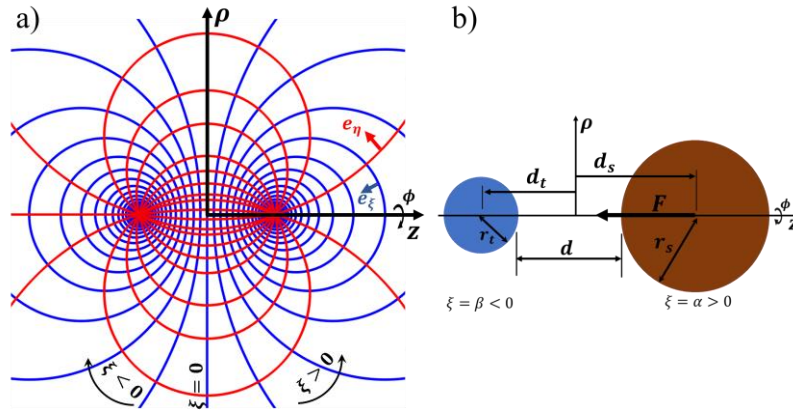 a)
ρ
e_η
e_ξ
ϕ
Z
ξ < 0
ξ = 0
ξ > 0
b)
ρ
d_t
d_s
F
ϕ
Z
r_t
d
r_s
ξ = β < 0
ξ = α > 0